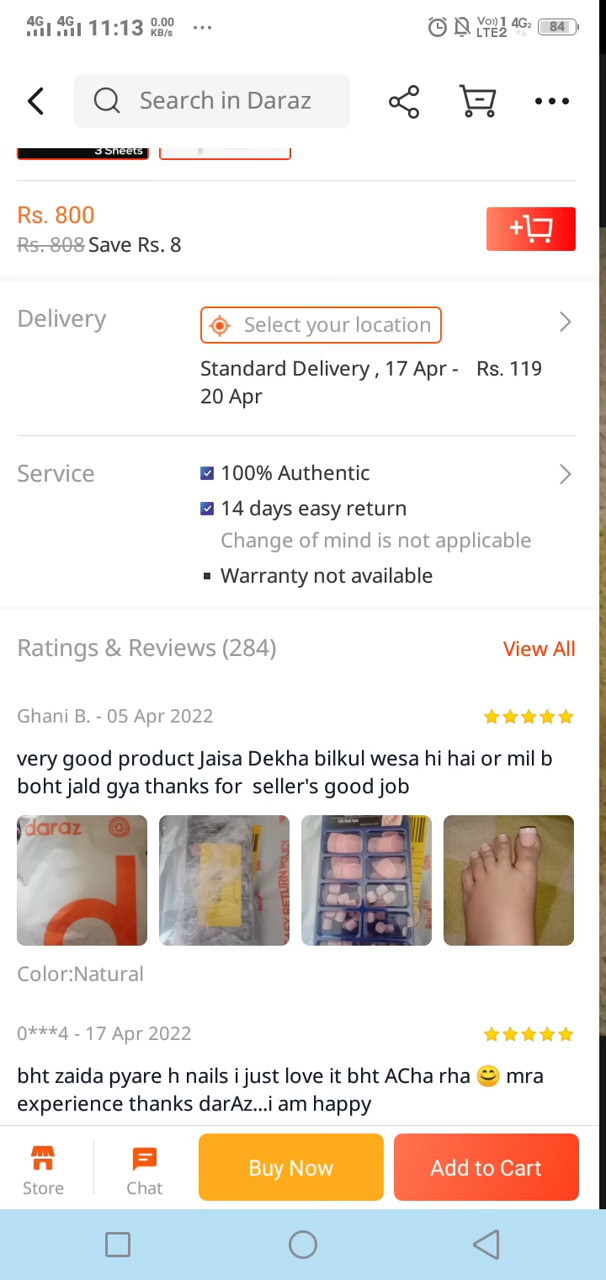 4G 4G 11:13 0.00 KB/s ... Vo)) 1 LTE2 4G2 84
Search in Daraz
3 Sheets
Rs. 800
Rs. 808 Save Rs. 8
Delivery
Select your location
Standard Delivery , 17 Apr - Rs. 119
20 Apr
Service
100% Authentic
14 days easy return
Change of mind is not applicable
Warranty not available
Ratings & Reviews (284)
View All
Ghani B. - 05 Apr 2022
very good product Jaisa Dekha bilkul wesa hi hai or mil b
boht jald gya thanks for seller's good job
daraz
Color:Natural
0***4 - 17 Apr 2022
bht zaida pyare h nails i just love it bht ACha rha 😊 mra
experience thanks darAz...i am happy
Store
Chat
Buy Now
Add to Cart